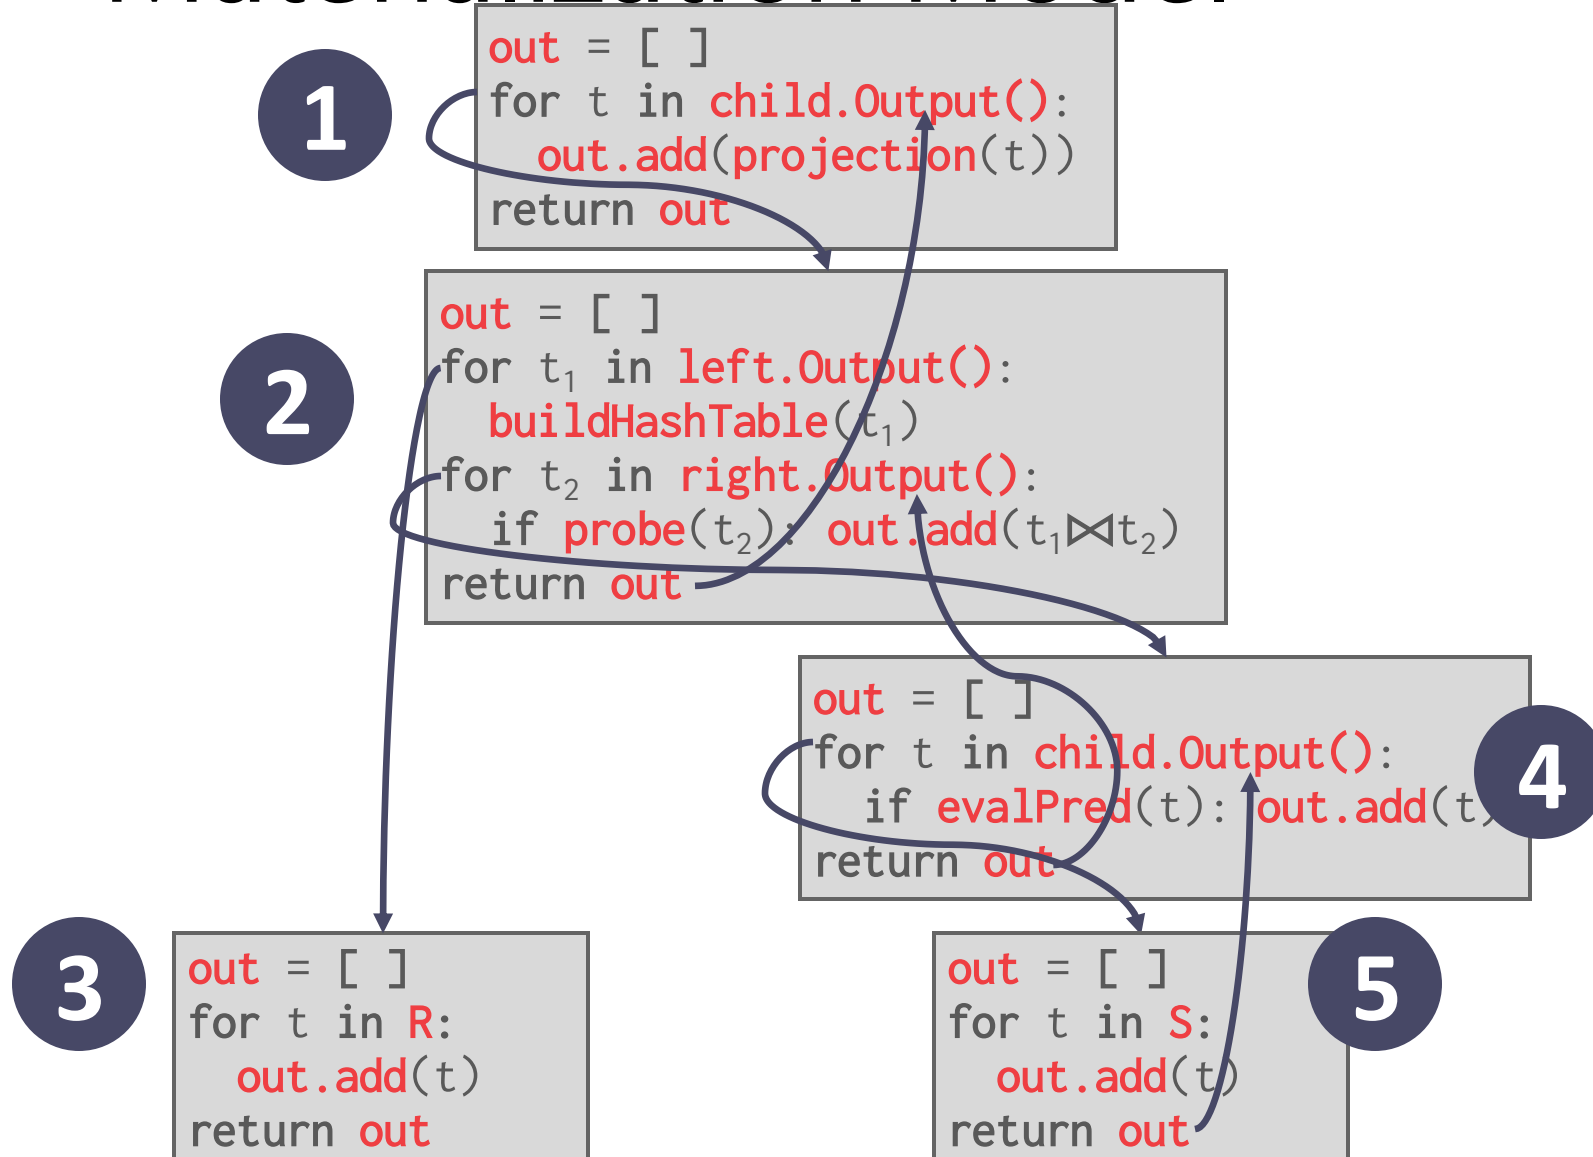 Materialization Model
1
out = [ ]
for t in child.Output():
  out.add(projection(t))
return out
2
out = [ ]
for t₁ in left.Output():
  buildHashTable(t₁)
for t₂ in right.Output():
  if probe(t₂): out.add(t₁⋈t₂)
return out
4
out = [ ]
for t in child.Output():
  if evalPred(t): out.add(t)
return out
3
out = [ ]
for t in R:
  out.add(t)
return out
5
out = [ ]
for t in S:
  out.add(t)
return out